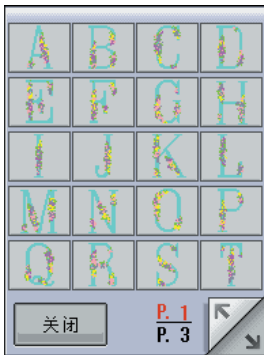 A B C D
E F G H
I J K L
M N O P
Q R S T
关闭
P. 1
P. 3